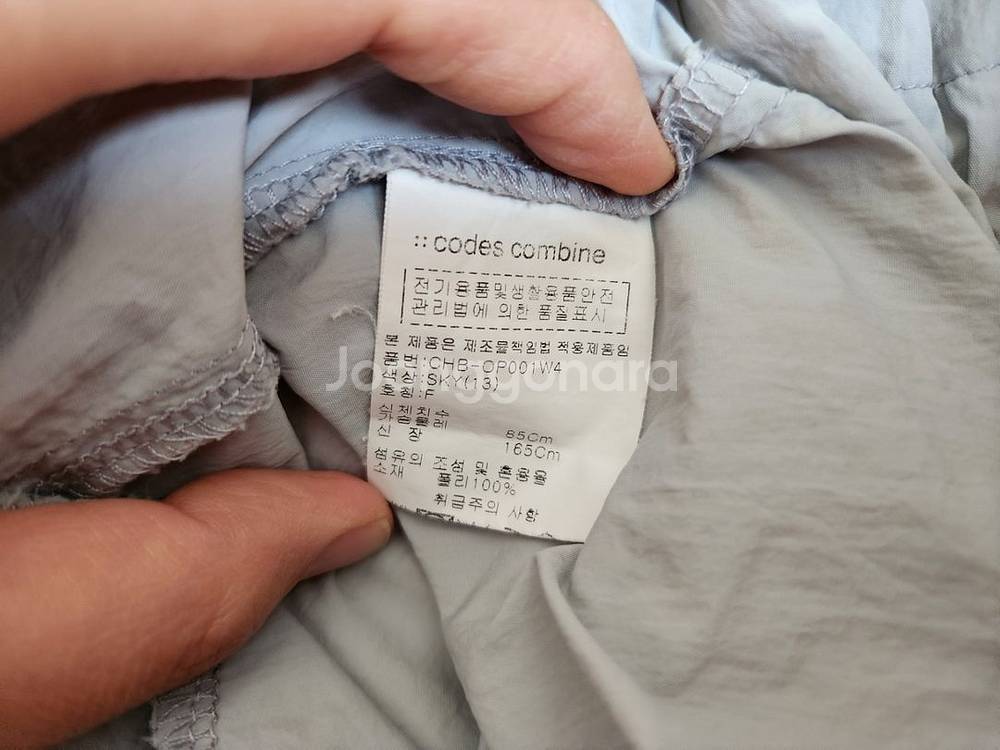 :: codes combine
전기용품및생활용품안전
관리법에 의한 품질표시
본 제품은 제조물책임법 적용제품임
품번:CHB-OP001W4
색상:SKY(13)
호칭:F
신체치수
가슴둘레 85Cm
신 장 165Cm
섬유의 조성 및 혼용율
소재 폴리100%
취급주의 사항
Joonggonara